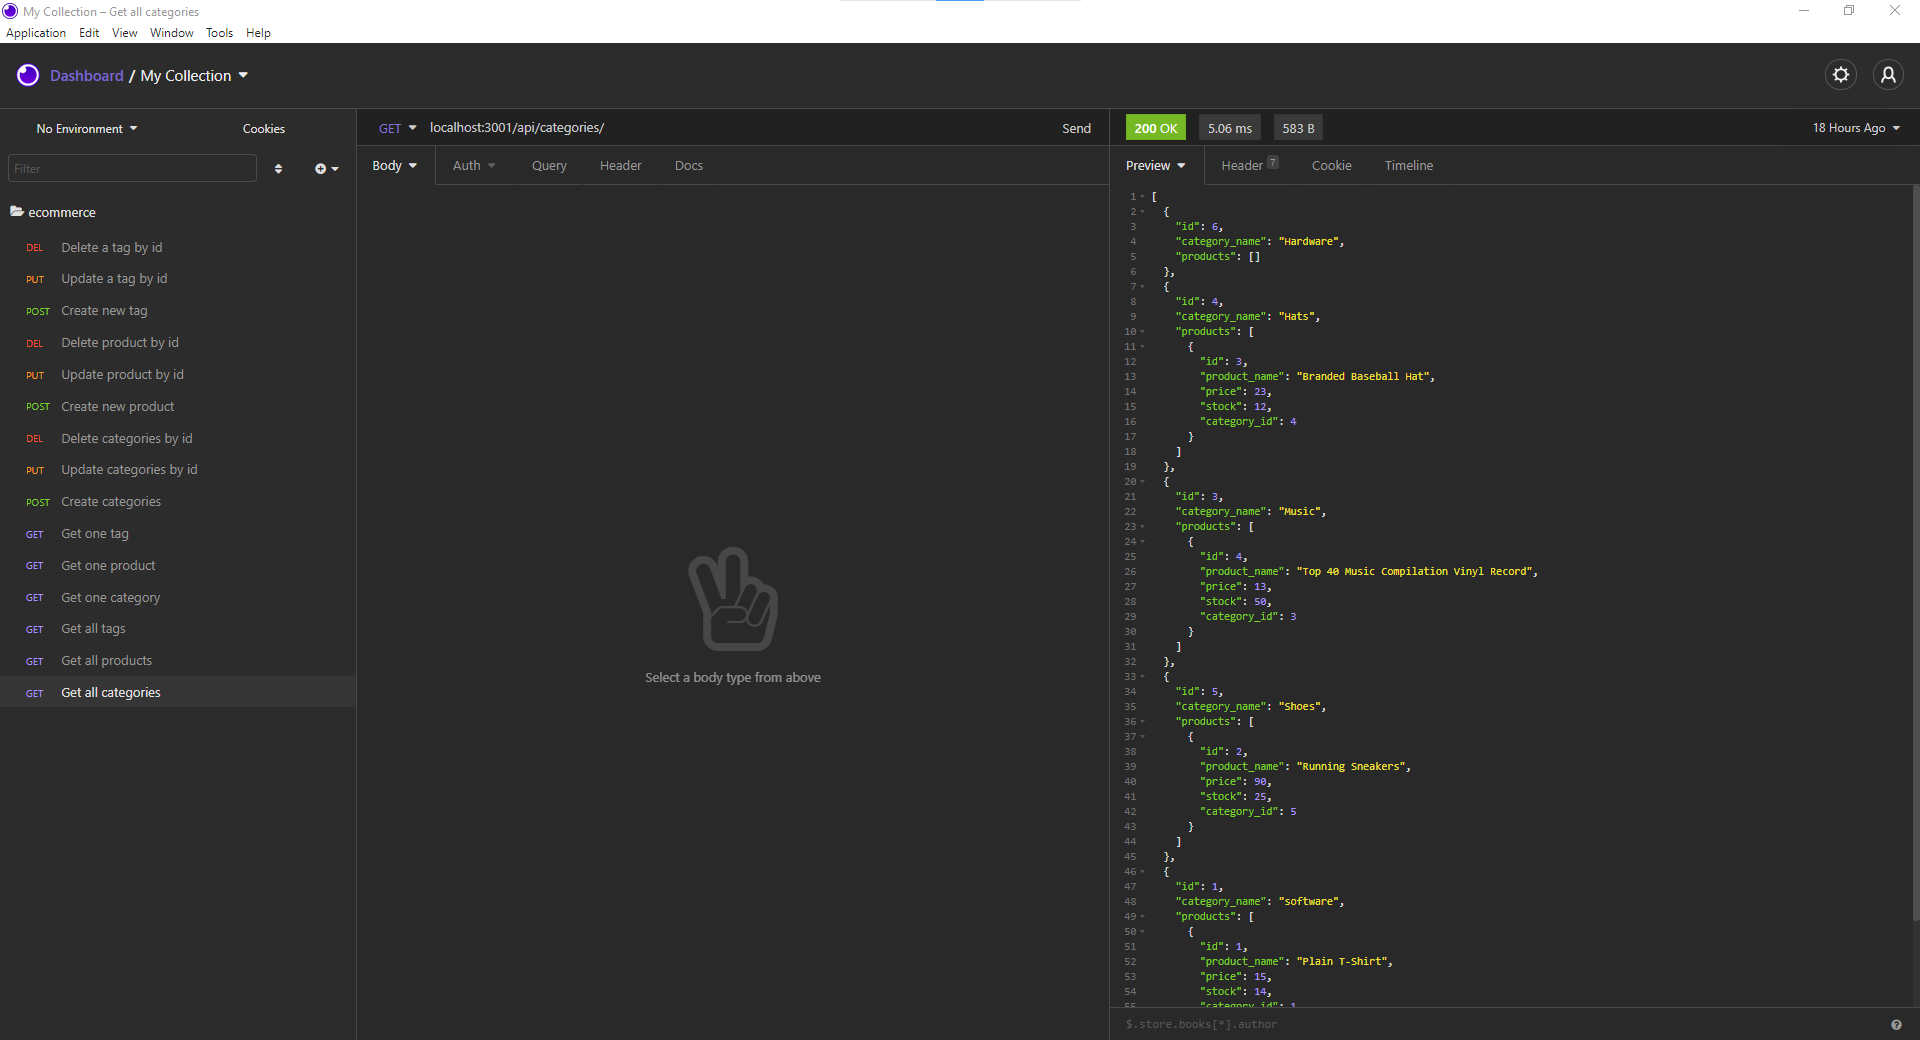 My Collection – Get all categories
Application Edit View Window Tools Help
Dashboard / My Collection
No Environment Cookies
Filter
ecommerce
DEL Delete a tag by id
PUT Update a tag by id
POST Create new tag
DEL Delete product by id
PUT Update product by id
POST Create new product
DEL Delete categories by id
PUT Update categories by id
POST Create categories
GET Get one tag
GET Get one product
GET Get one category
GET Get all tags
GET Get all products
GET Get all categories
GET localhost:3001/api/categories/ Send
Body Auth Query Header Docs
Select a body type from above
200 OK 5.06 ms 583 B 18 Hours Ago
Preview Header 7 Cookie Timeline
1 [
2 {
3 "id": 6,
4 "category_name": "Hardware",
5 "products": []
6 },
7 {
8 "id": 4,
9 "category_name": "Hats",
10 "products": [
11 {
12 "id": 3,
13 "product_name": "Branded Baseball Hat",
14 "price": 23,
15 "stock": 12,
16 "category_id": 4
17 }
18 ]
19 },
20 {
21 "id": 3,
22 "category_name": "Music",
23 "products": [
24 {
25 "id": 4,
26 "product_name": "Top 40 Music Compilation Vinyl Record",
27 "price": 13,
28 "stock": 50,
29 "category_id": 3
30 }
31 ]
32 },
33 {
34 "id": 5,
35 "category_name": "Shoes",
36 "products": [
37 {
38 "id": 2,
39 "product_name": "Running Sneakers",
40 "price": 90,
41 "stock": 25,
42 "category_id": 5
43 }
44 ]
45 },
46 {
47 "id": 1,
48 "category_name": "software",
49 "products": [
50 {
51 "id": 1,
52 "product_name": "Plain T-Shirt",
53 "price": 15,
54 "stock": 14,
55 "category_id": 1
$.store.books[*].author